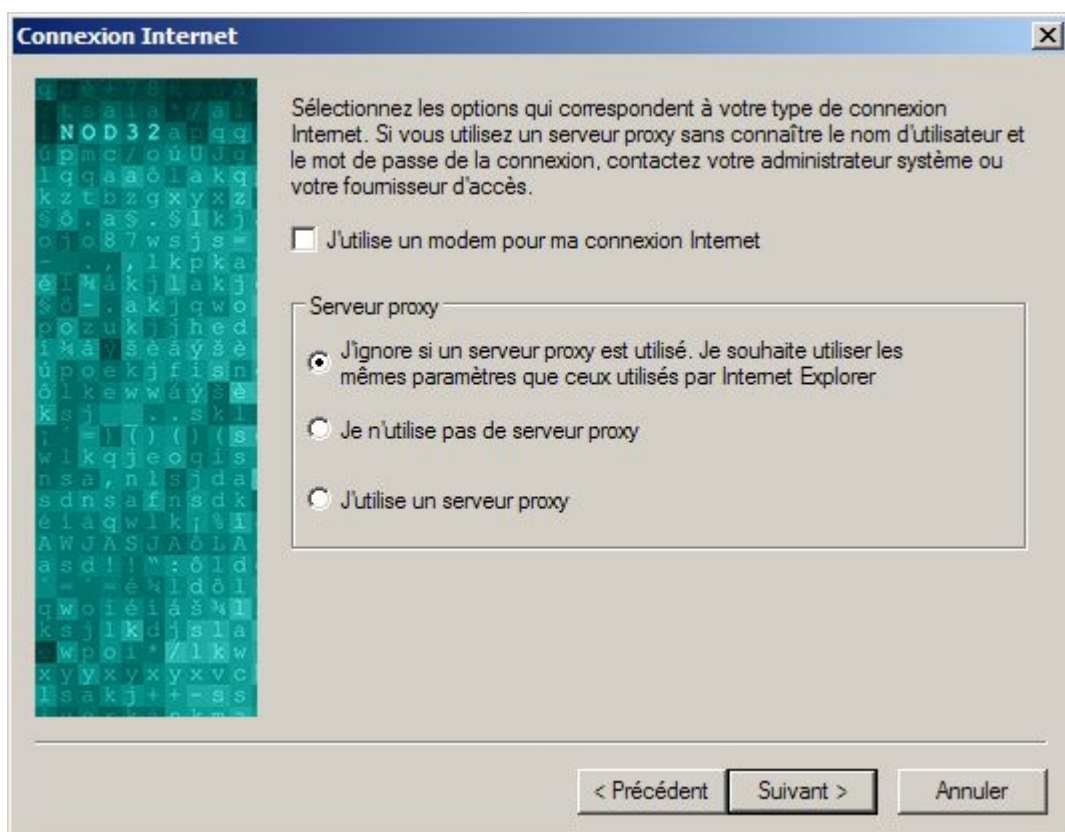 Connexion Internet
NOD32
Sélectionnez les options qui correspondent à votre type de connexion
Internet. Si vous utilisez un serveur proxy sans connaître le nom d'utilisateur et
le mot de passe de la connexion, contactez votre administrateur système ou
votre fournisseur d'accès.
J'utilise un modem pour ma connexion Internet
Serveur proxy
J'ignore si un serveur proxy est utilisé. Je souhaite utiliser les
mêmes paramètres que ceux utilisés par Internet Explorer
Je n'utilise pas de serveur proxy
J'utilise un serveur proxy
< Précédent
Suivant >
Annuler